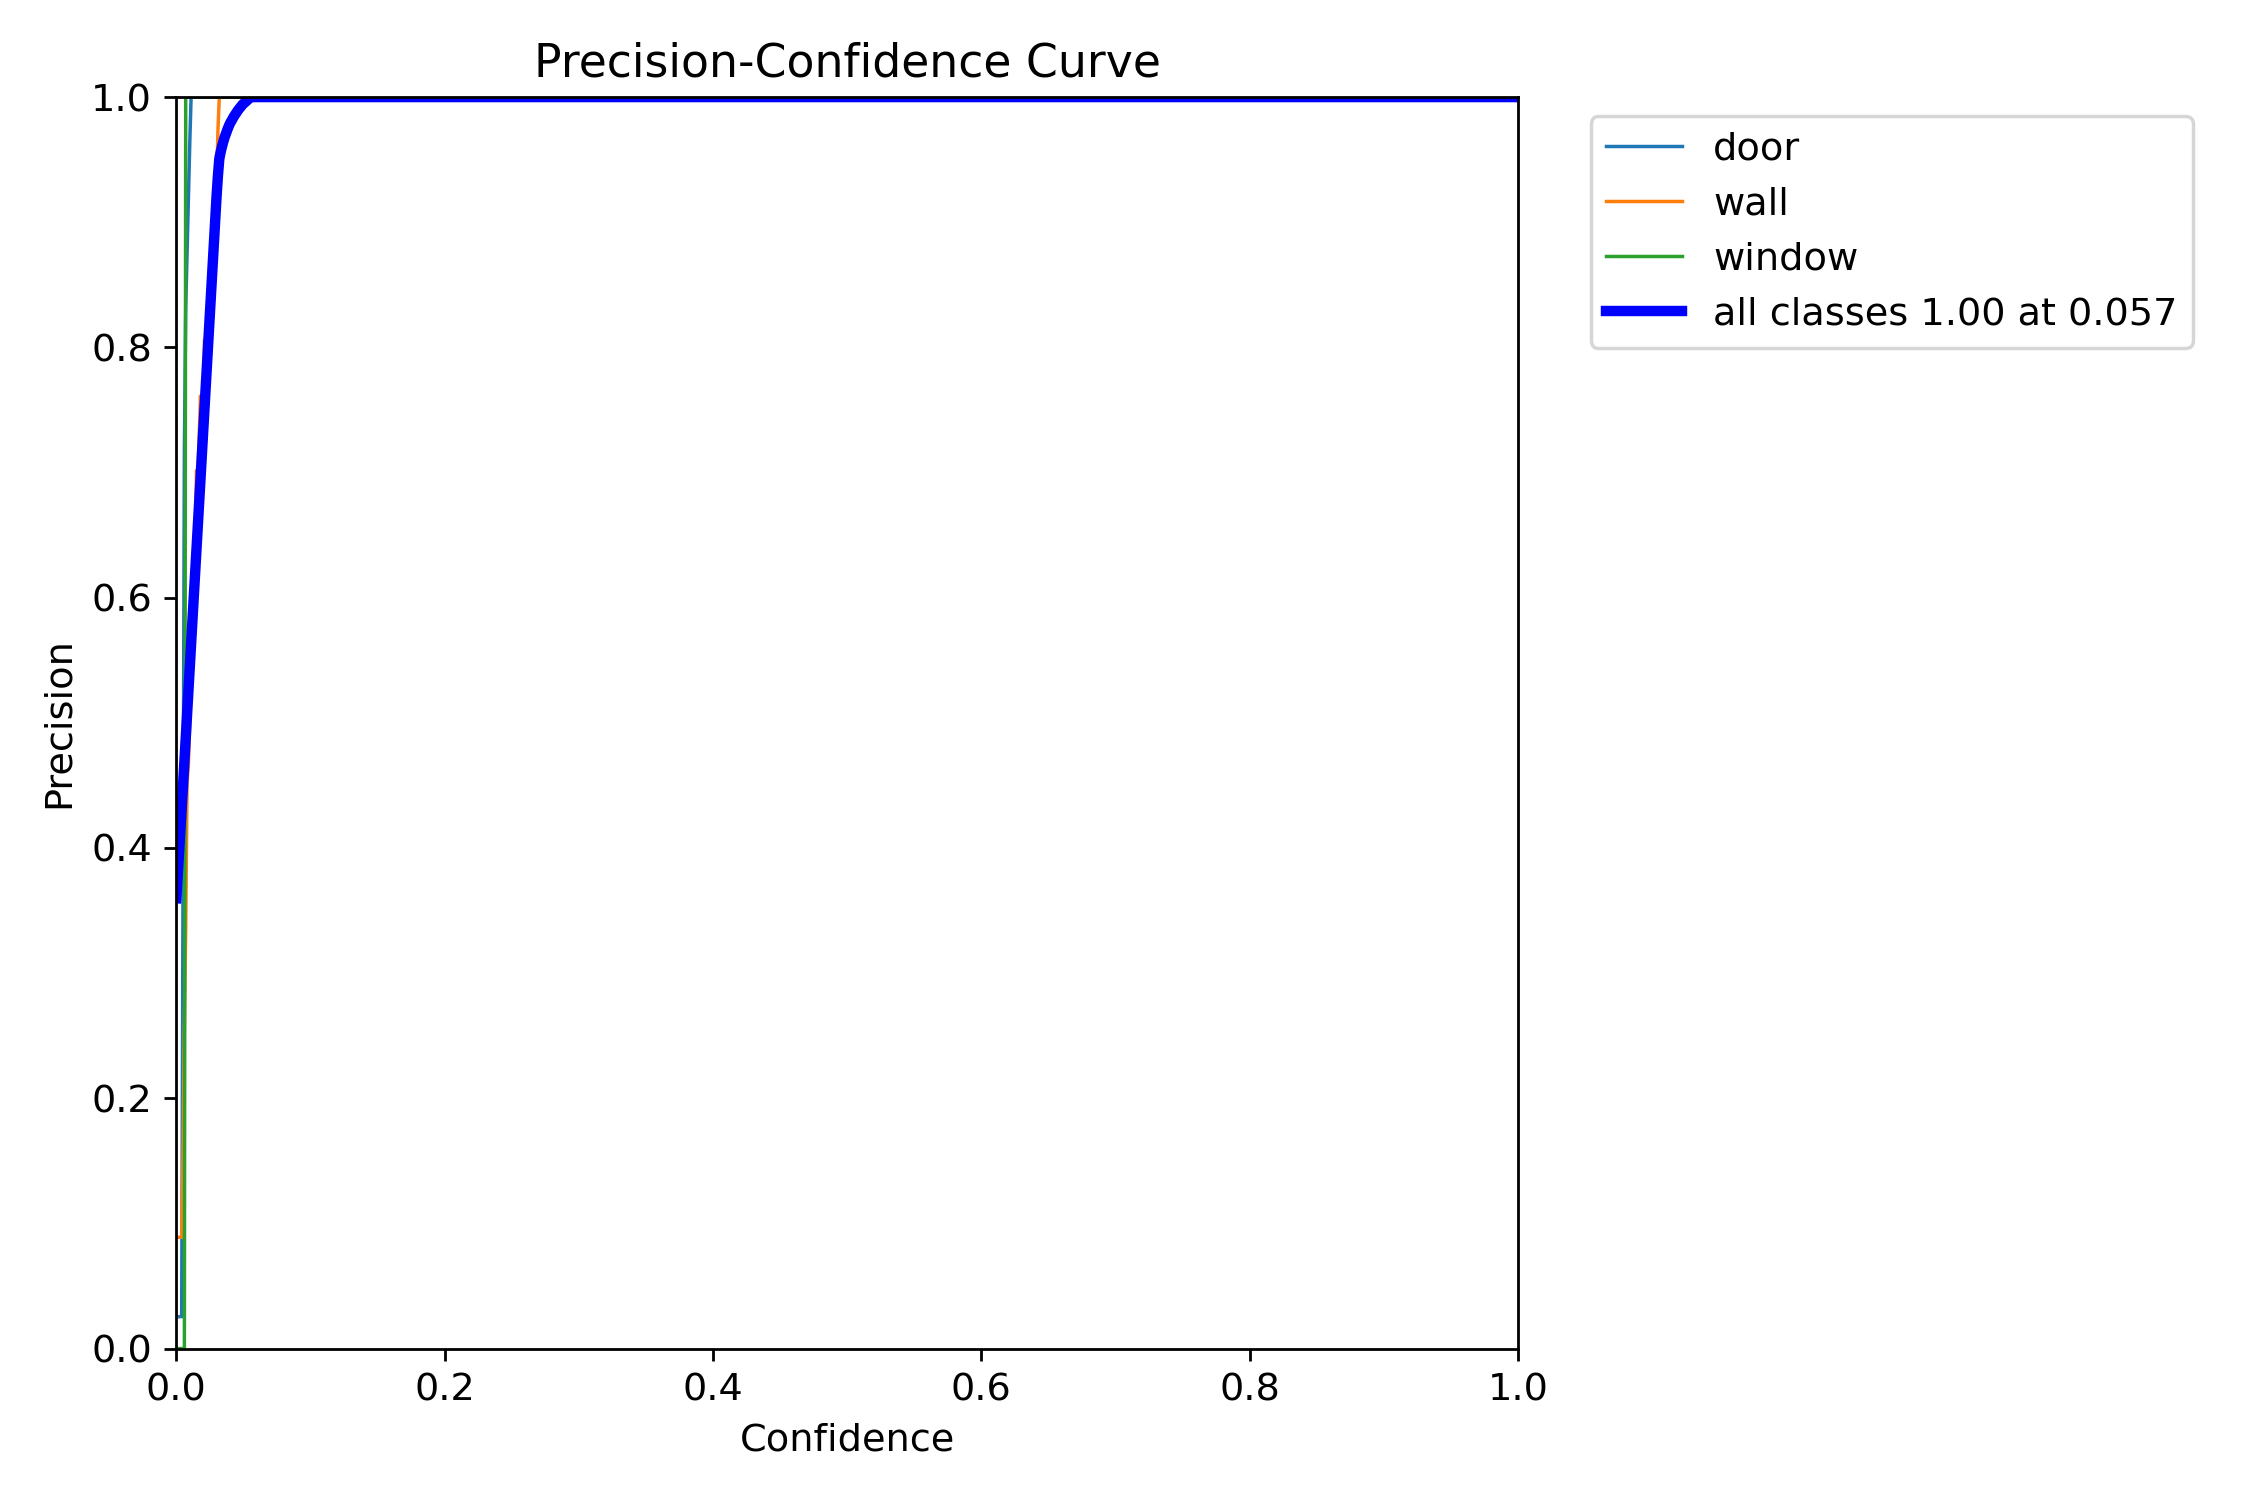 Precision-Confidence Curve
1.0
0.8
0.6
0.4
0.2
0.0
Precision
0.0 0.2 0.4 0.6 0.8 1.0
Confidence
door
wall
window
all classes 1.00 at 0.057